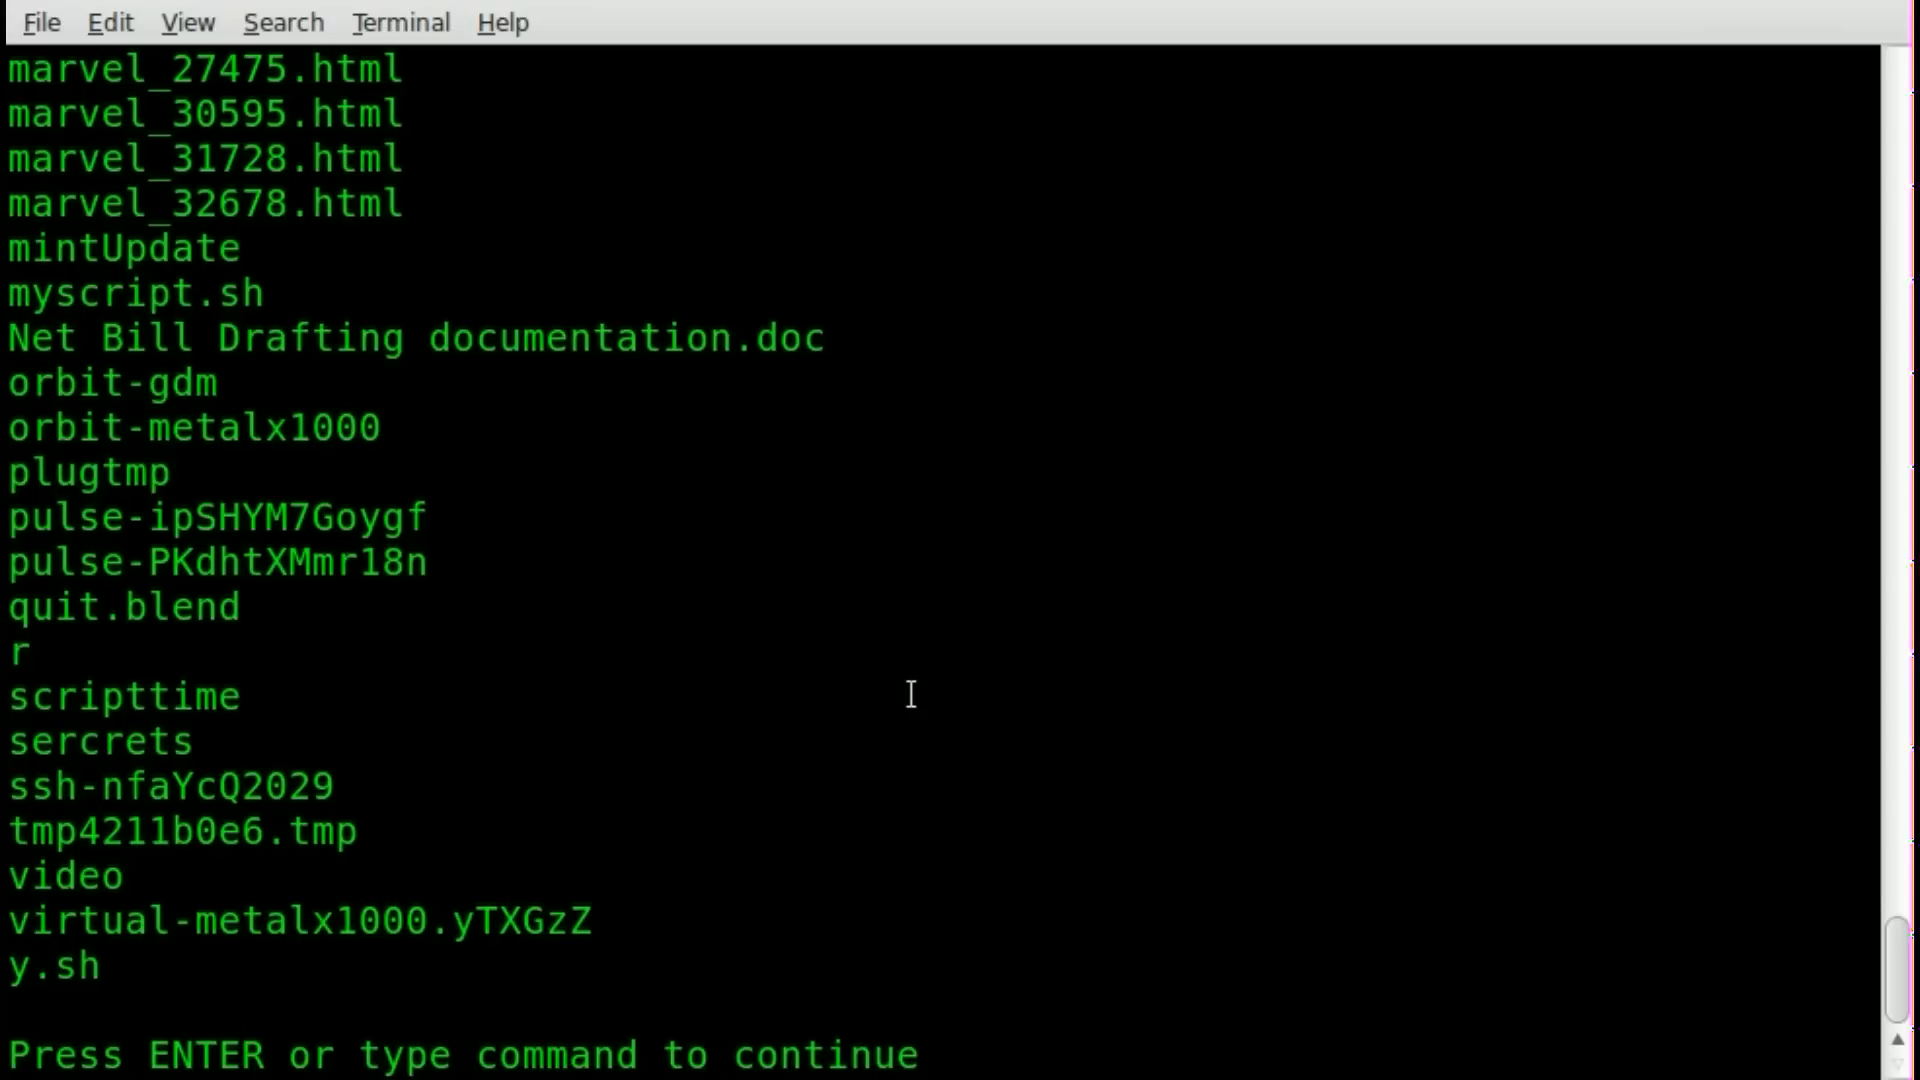 File Edit View Search Terminal Help
marvel_27475.html
marvel_30595.html
marvel_31728.html
marvel_32678.html
mintUpdate
myscript.sh
Net Bill Drafting documentation.doc
orbit-gdm
orbit-metalx1000
plugtmp
pulse-ipSHYM7Goygf
pulse-PKdhtXMmr18n
quit.blend
r
scripttime
sercrets
ssh-nfaYcQ2029
tmp4211b0e6.tmp
video
virtual-metalx1000.yTXGzZ
y.sh
Press ENTER or type command to continue